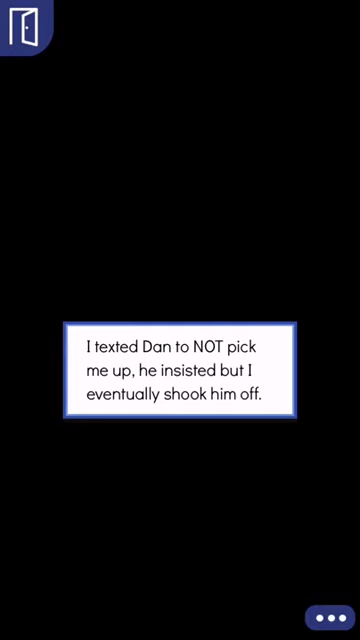 I texted Dan to NOT pick
me up, he insisted but I
eventually shook him off.